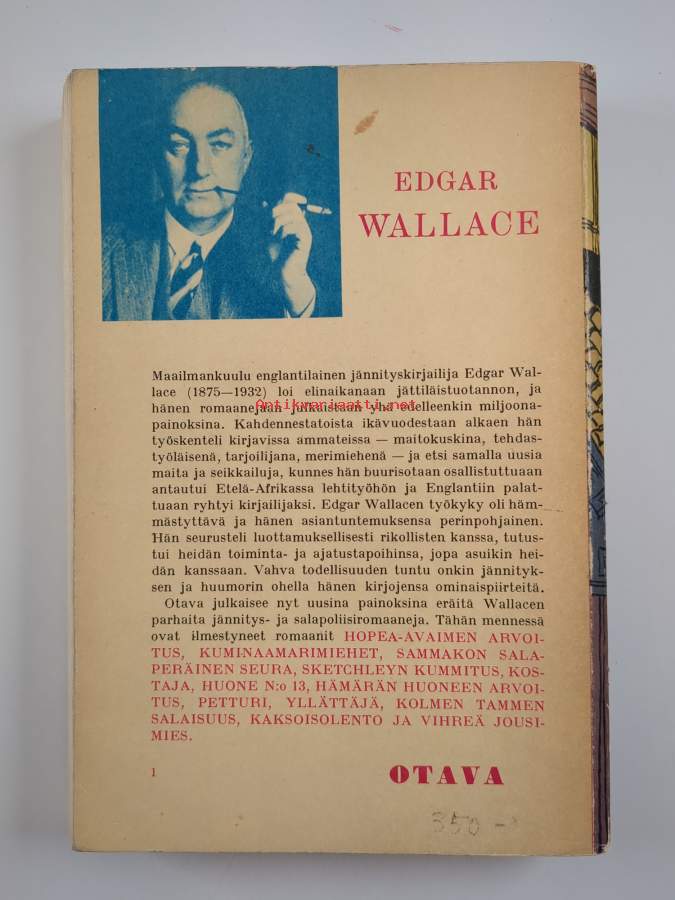 EDGAR
WALLACE
Maailmankuulu englantilainen jännityskirjailija Edgar Wal-
lace (1875—1932) loi elinaikanaan jättiläistuotannon, ja
hänen romaanejaan julkaistaan yhä edelleenkin miljoona-
Antikvariaatti.net
painoksina. Kahdennestatoista ikävuodestaan alkaen hän
työskenteli kirjavissa ammateissa — maitokuskina, tehdas-
työläisenä, tarjoilijana, merimiehenä — ja etsi samalla uusia
maita ja seikkailuja, kunnes hän buurisotaan osallistuttuaan
antautui Etelä-Afrikassa lehtityöhön ja Englantiin palat-
tuaan ryhtyi kirjailijaksi. Edgar Wallacen työkyky oli häm-
mästyttävä ja hänen asiantuntemuksensa perinpohjainen.
Hän seurusteli luottamuksellisesti rikollisten kanssa, tutus-
tui heidän toiminta- ja ajatustapoihinsa, jopa asuikin hei-
dän kanssaan. Vahva todellisuuden tuntu onkin jännityk-
sen ja huumorin ohella hänen kirjojensa ominaispiirteitä.
Otava julkaisee nyt uusina painoksina eräitä Wallacen
parhaita jännitys- ja salapoliisiromaaneja. Tähän mennessä
ovat ilmestyneet romaanit HOPEA-AVAIMEN ARVOI-
TUS, KUMINAAMARIMIEHET, SAMMAKON SALA-
PERÄINEN SEURA, SKETCHLEYN KUMMITUS, KOS-
TAJA, HUONE N:o 13, HÄMÄRÄN HUONEEN ARVOI-
TUS, PETTURI, YLLÄTTÄJÄ, KOLMEN TAMMEN
SALAISUUS, KAKSOISOLENTO JA VIHREÄ JOUSI-
MIES.
1
OTAVA
350 -